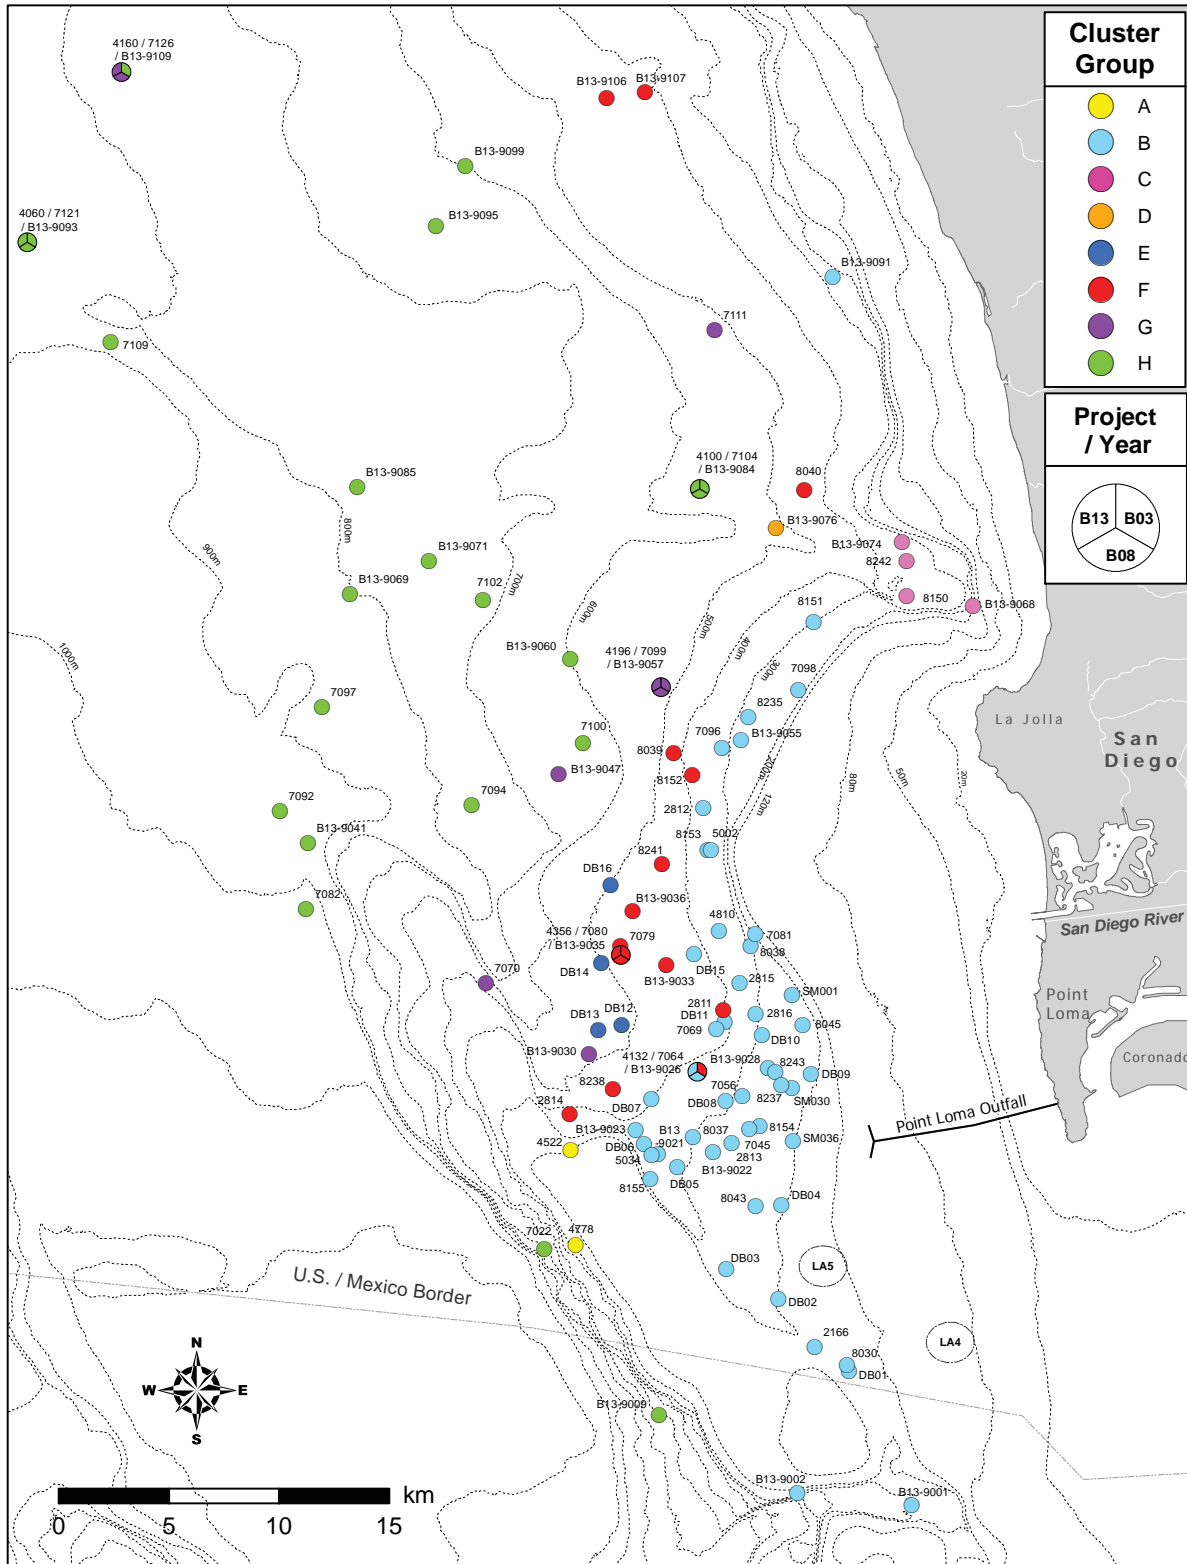 4160 / 7126
/ B13-9109
B13-9106
B13-9107
B13-9099
4060 / 7121
/ B13-9093
B13-9095
B13-9091
7111
7109
4100 / 7104
/ B13-9084
8040
B13-9085
B13-9076
B13-9074
8242
800m
900m
B13-9071
B13-9069
7102
700m
600m
8150
B13-9068
8151
500m
400m
300m
B13-9060
4196 / 7099
/ B13-9057
1000m
7098
7097
8235
7100
7096
B13-9055
8039
B13-9047
8152
200m
120m
80m
50m
20m
7092
7094
2812
B13-9041
8153
5002
8241
DB16
7082
B13-9036
4356 / 7080
/ B13-9035
7079
4810
7081
8038
DB14
B13-9033
DB15
7070
2815
SM001
2811
DB11
2816
DB13
DB12
7069
8045
DB10
B13-9030
4132 / 7064
/ B13-9026
B13-9028
8243
DB09
8238
7056
8237
SM030
2814
DB07
DB08
B13-9023
B13
-9021
8037
8154
4522
DB06
7045
SM036
5034
2813
B13-9022
8155
DB05
8043
DB04
7022
4778
DB03
LA5
DB02
2166
LA4
8030
DB01
B13-9009
B13-9002
B13-9001
U.S. / Mexico Border
Point Loma Outfall
La Jolla
San
Diego
San Diego River
Point
Loma
Coronado
N
W
E
S
km
0
5
10
15
Cluster
Group
A
B
C
D
E
F
G
H
Project
/ Year
B13
B03
B08